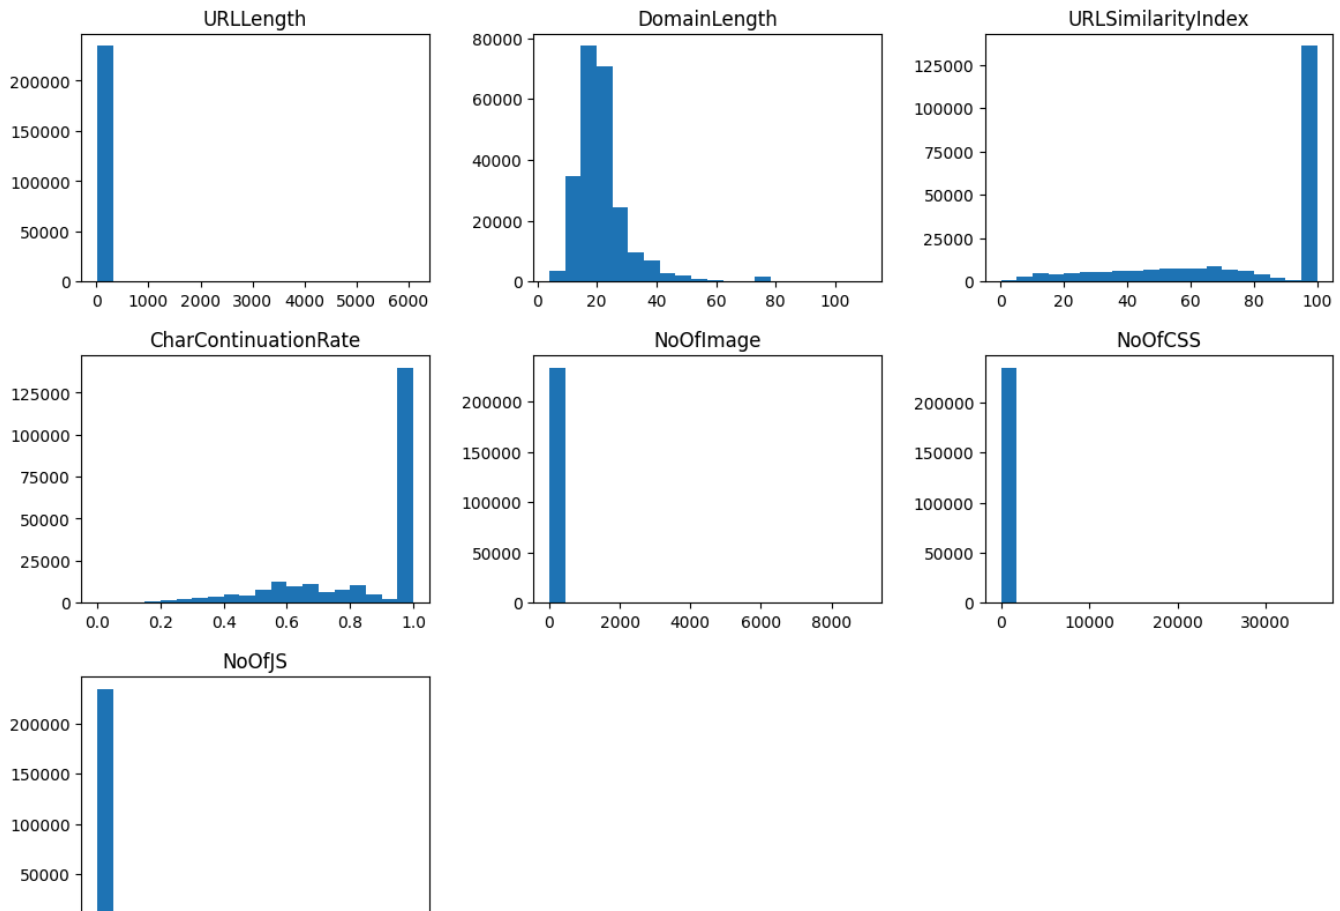 URLLength
200000
150000
100000
50000
0
0 1000 2000 3000 4000 5000 6000
DomainLength
80000
60000
40000
20000
0
0 20 40 60 80 100
URLSimilarityIndex
125000
100000
75000
50000
25000
0
0 20 40 60 80 100
CharContinuationRate
125000
100000
75000
50000
25000
0
0.0 0.2 0.4 0.6 0.8 1.0
NoOfImage
200000
150000
100000
50000
0
0 2000 4000 6000 8000
NoOfCSS
200000
150000
100000
50000
0
0 10000 20000 30000
NoOfJS
200000
150000
100000
50000